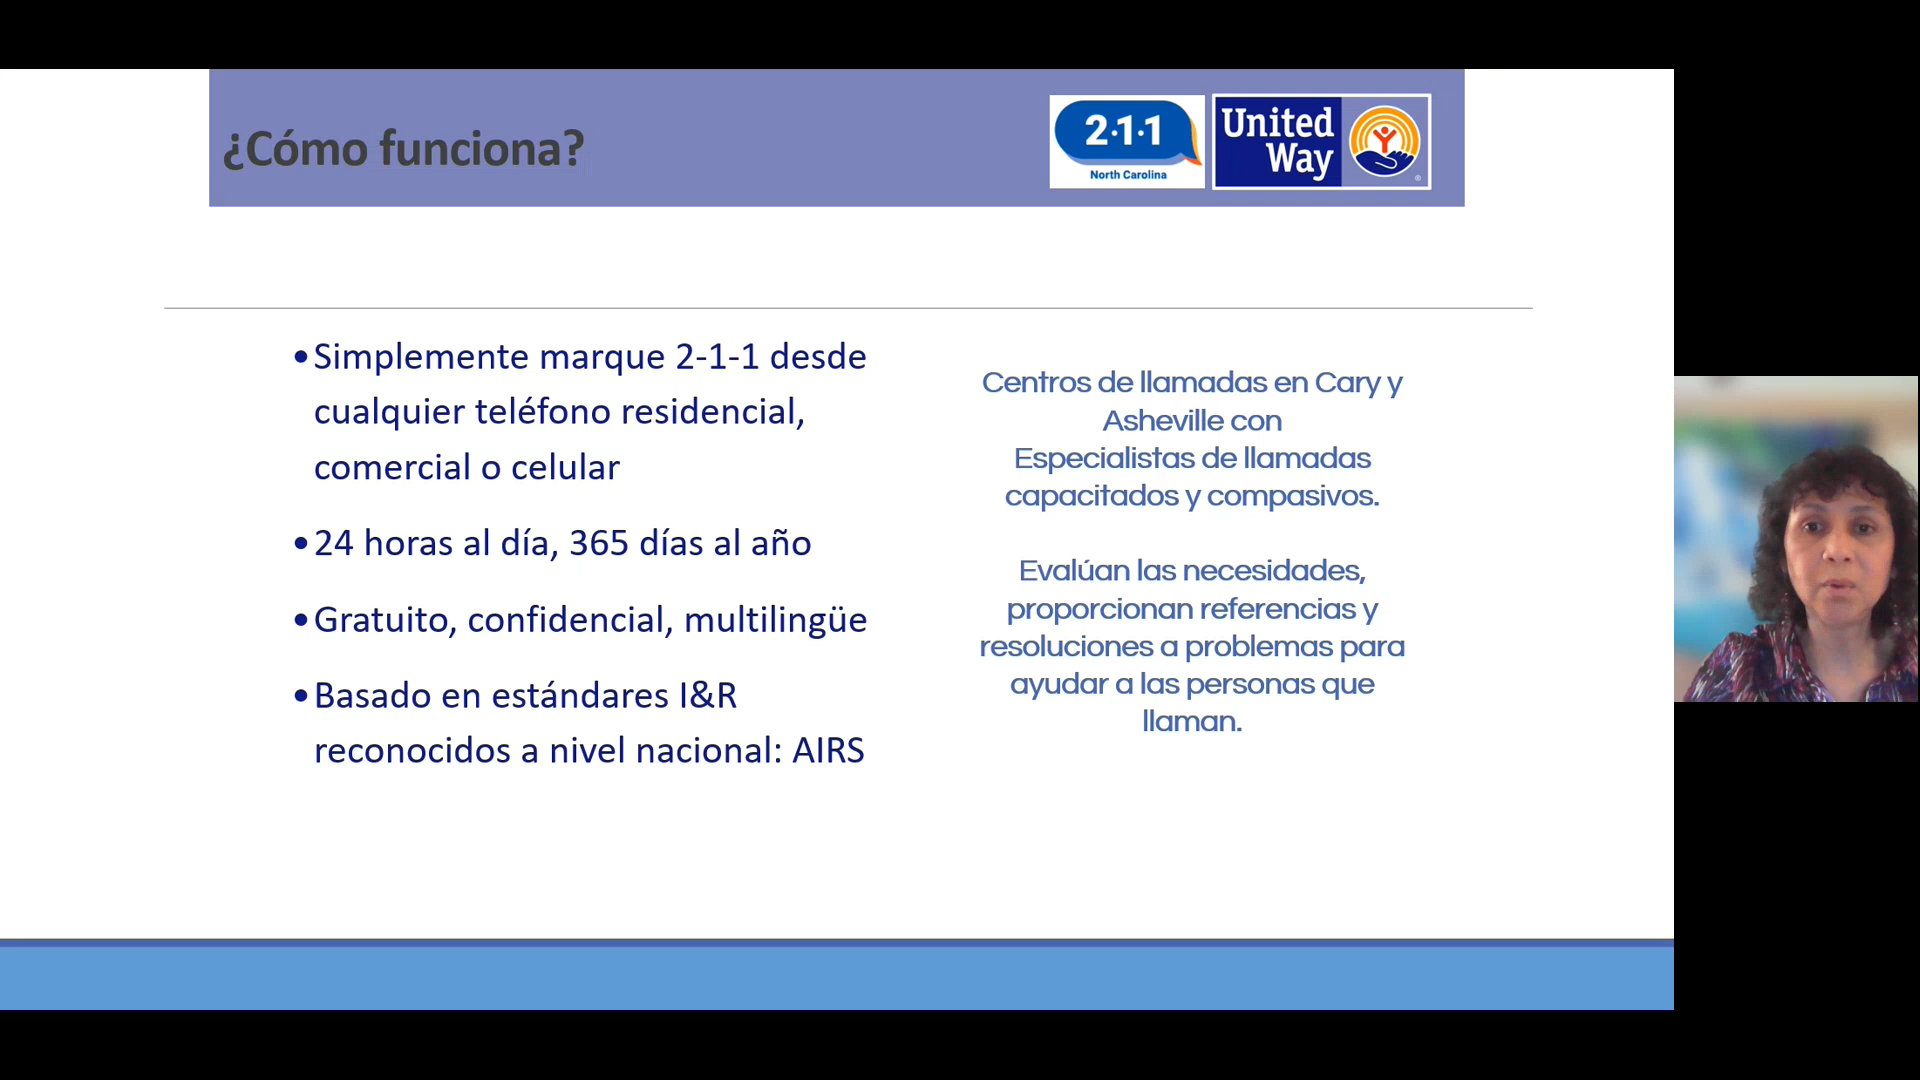 ¿Cómo funciona?
2·1·1
North Carolina
United
Way
•Simplemente marque 2-1-1 desde
cualquier teléfono residencial,
comercial o celular
•24 horas al día, 365 días al año
•Gratuito, confidencial, multilingüe
•Basado en estándares I&R
reconocidos a nivel nacional: AIRS
Centros de llamadas en Cary y
Asheville con
Especialistas de llamadas
capacitados y compasivos.
Evalúan las necesidades,
proporcionan referencias y
resoluciones a problemas para
ayudar a las personas que
llaman.